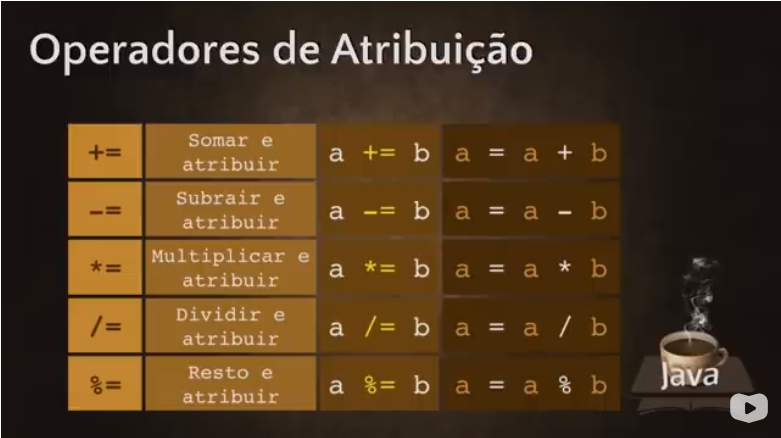 Operadores de Atribuição
+= Somar e atribuir a += b a = a + b
-= Subrair e atribuir a -= b a = a - b
*= Multiplicar e atribuir a *= b a = a * b
/= Dividir e atribuir a /= b a = a / b
%= Resto e atribuir a %= b a = a % b
Java